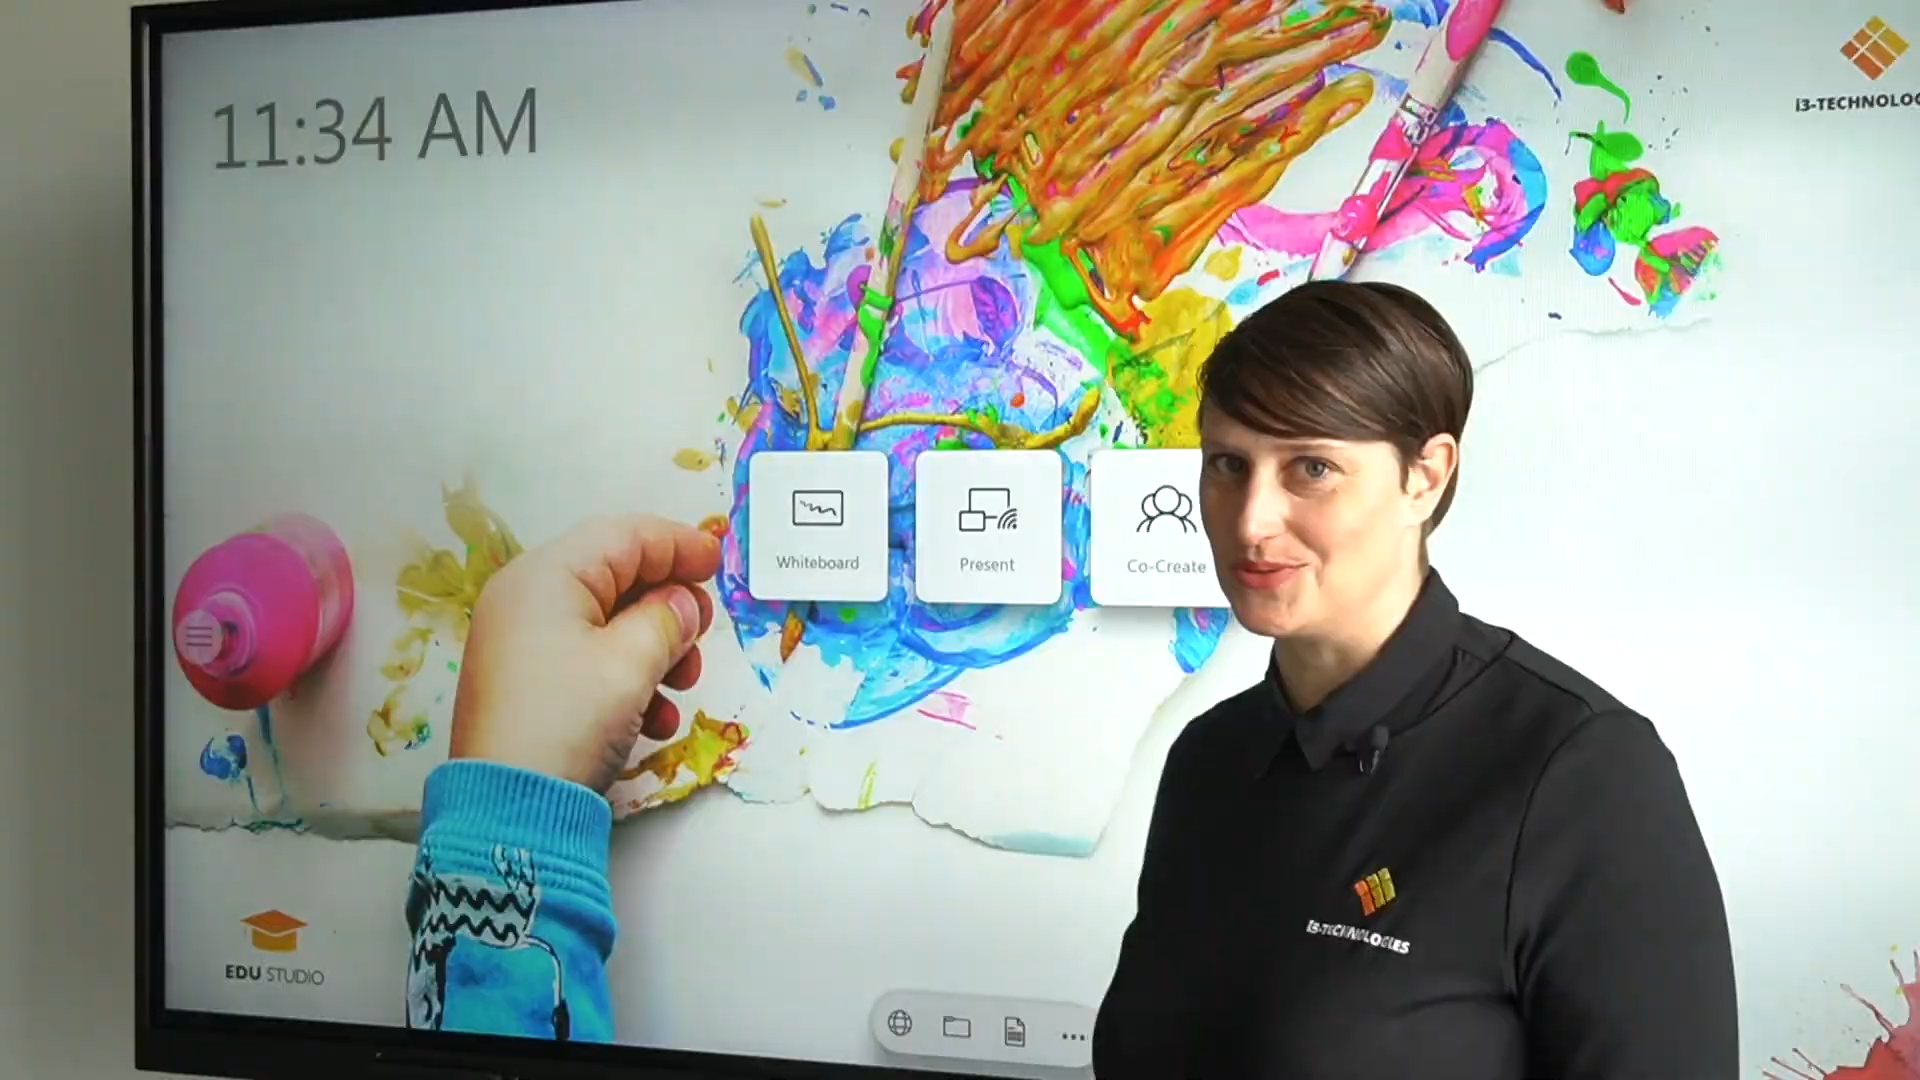 11:34 AM
i3-TECHNOLOG
Whiteboard
Present
Co-Create
i3-TECHNOLOGIES
EDU STUDIO